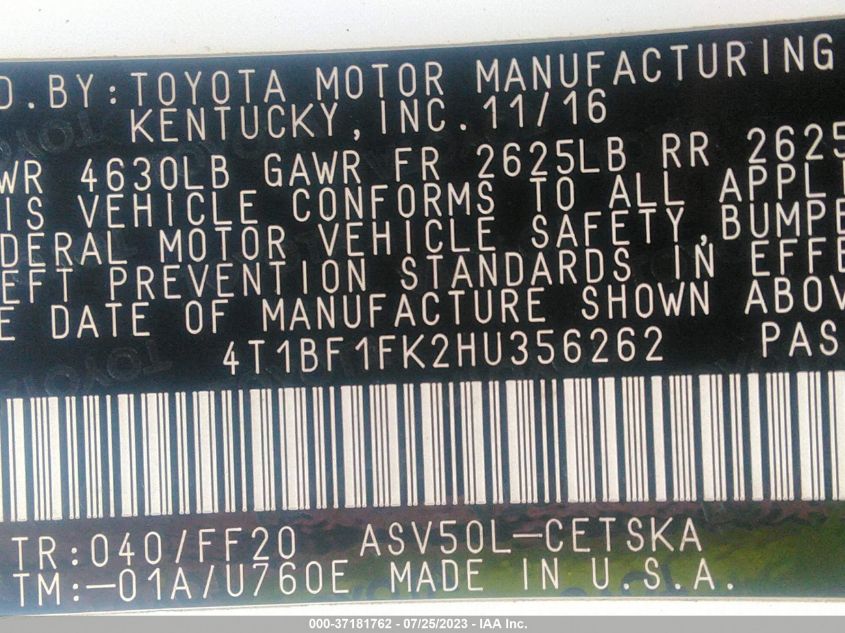 D.BY:TOYOTA MOTOR MANUFACTURING
KENTUCKY,INC.11/16
WR 4630LB GAWR FR 2625LB RR 2625
IS VEHICLE CONFORMS TO ALL APPLI
DERAL MOTOR VEHICLE SAFETY,BUMPE
EFT PREVENTION STANDARDS IN EFFE
E DATE OF MANUFACTURE SHOWN ABOV
4T1BF1FK2HU356262 PAS
TR:040/FF20 ASV50L-CETSKA
TM:-01A/U760E MADE IN U.S.A.
000-37181762 - 07/25/2023 - IAA Inc.